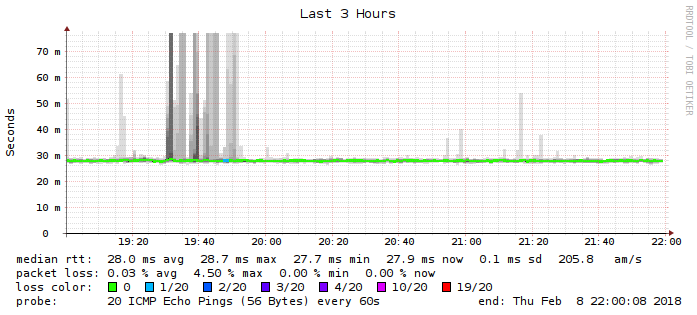 Last 3 Hours
RRDTOOL / TOBI OETIKER
Seconds
70 m
60 m
50 m
40 m
30 m
20 m
10 m
0
19:20 19:40 20:00 20:20 20:40 21:00 21:20 21:40 22:00
median rtt: 28.0 ms avg 28.7 ms max 27.7 ms min 27.9 ms now 0.1 ms sd 205.8 am/s
packet loss: 0.03 % avg 4.50 % max 0.00 % min 0.00 % now
loss color: 0 1/20 2/20 3/20 4/20 10/20 19/20
probe: 20 ICMP Echo Pings (56 Bytes) every 60s end: Thu Feb 8 22:00:08 2018